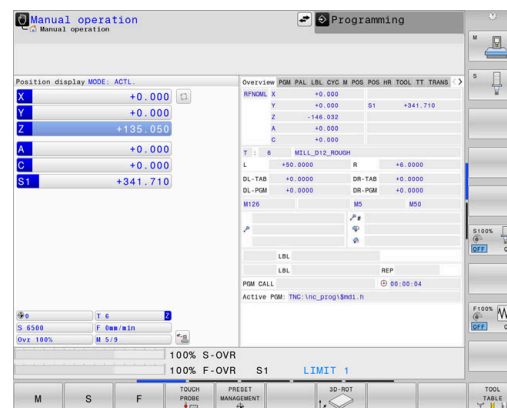 Manual operation
Manual operation
Programming
Position display MODE: ACTL.
X +0.000
Y +0.000
Z +135.050
A +0.000
C +0.000
S1 +341.710
Overview PGM PAL LBL CYC M POS POS HR TOOL TT TRANS
RFNOML X +0.000
Y +0.000 S1 +341.710
Z -146.032
A +0.000
C +0.000
T : 6 MILL_D12_ROUGH
L +50.0000 R +6.0000
DL-TAB +0.0000 DR-TAB +0.0000
DL-PGM +0.0000 DR-PGM +0.0000
M126 M5 M50
LBL
LBL REP
PGM CALL 00:00:04
Active PGM: TNC:\nc_prog\$mdi.h
0 T 6 Z
S 6500 F 0mm/min
Ovr 100% M 5/9
100% S-OVR
100% F-OVR S1 LIMIT 1
M
S
F
TOUCH PROBE
PRESET MANAGEMENT
3D-ROT
TOOL TABLE
M
S
S100%
OFF
F100%
OFF